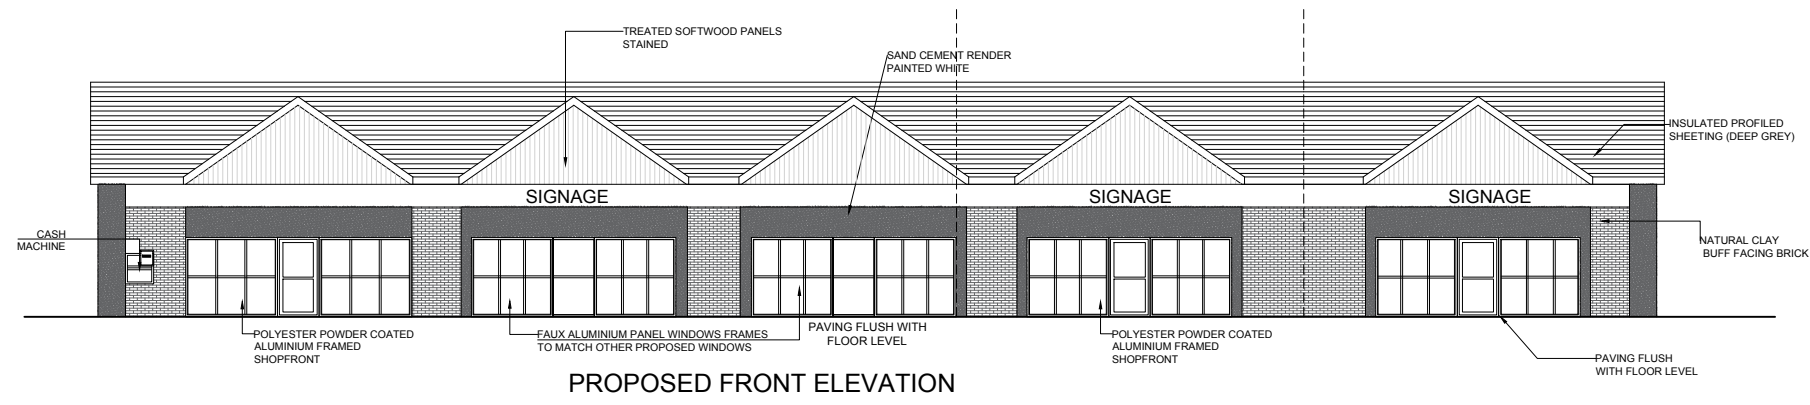 TREATED SOFTWOOD PANELS
STAINED
SAND CEMENT RENDER
PAINTED WHITE
INSULATED PROFILED
SHEETING (DEEP GREY)
SIGNAGE
SIGNAGE
SIGNAGE
CASH
MACHINE
NATURAL CLAY
BUFF FACING BRICK
POLYESTER POWDER COATED
ALUMINIUM FRAMED
SHOPFRONT
FAUX ALUMINIUM PANEL WINDOWS FRAMES
TO MATCH OTHER PROPOSED WINDOWS
PAVING FLUSH WITH
FLOOR LEVEL
POLYESTER POWDER COATED
ALUMINIUM FRAMED
SHOPFRONT
PAVING FLUSH
WITH FLOOR LEVEL
PROPOSED FRONT ELEVATION